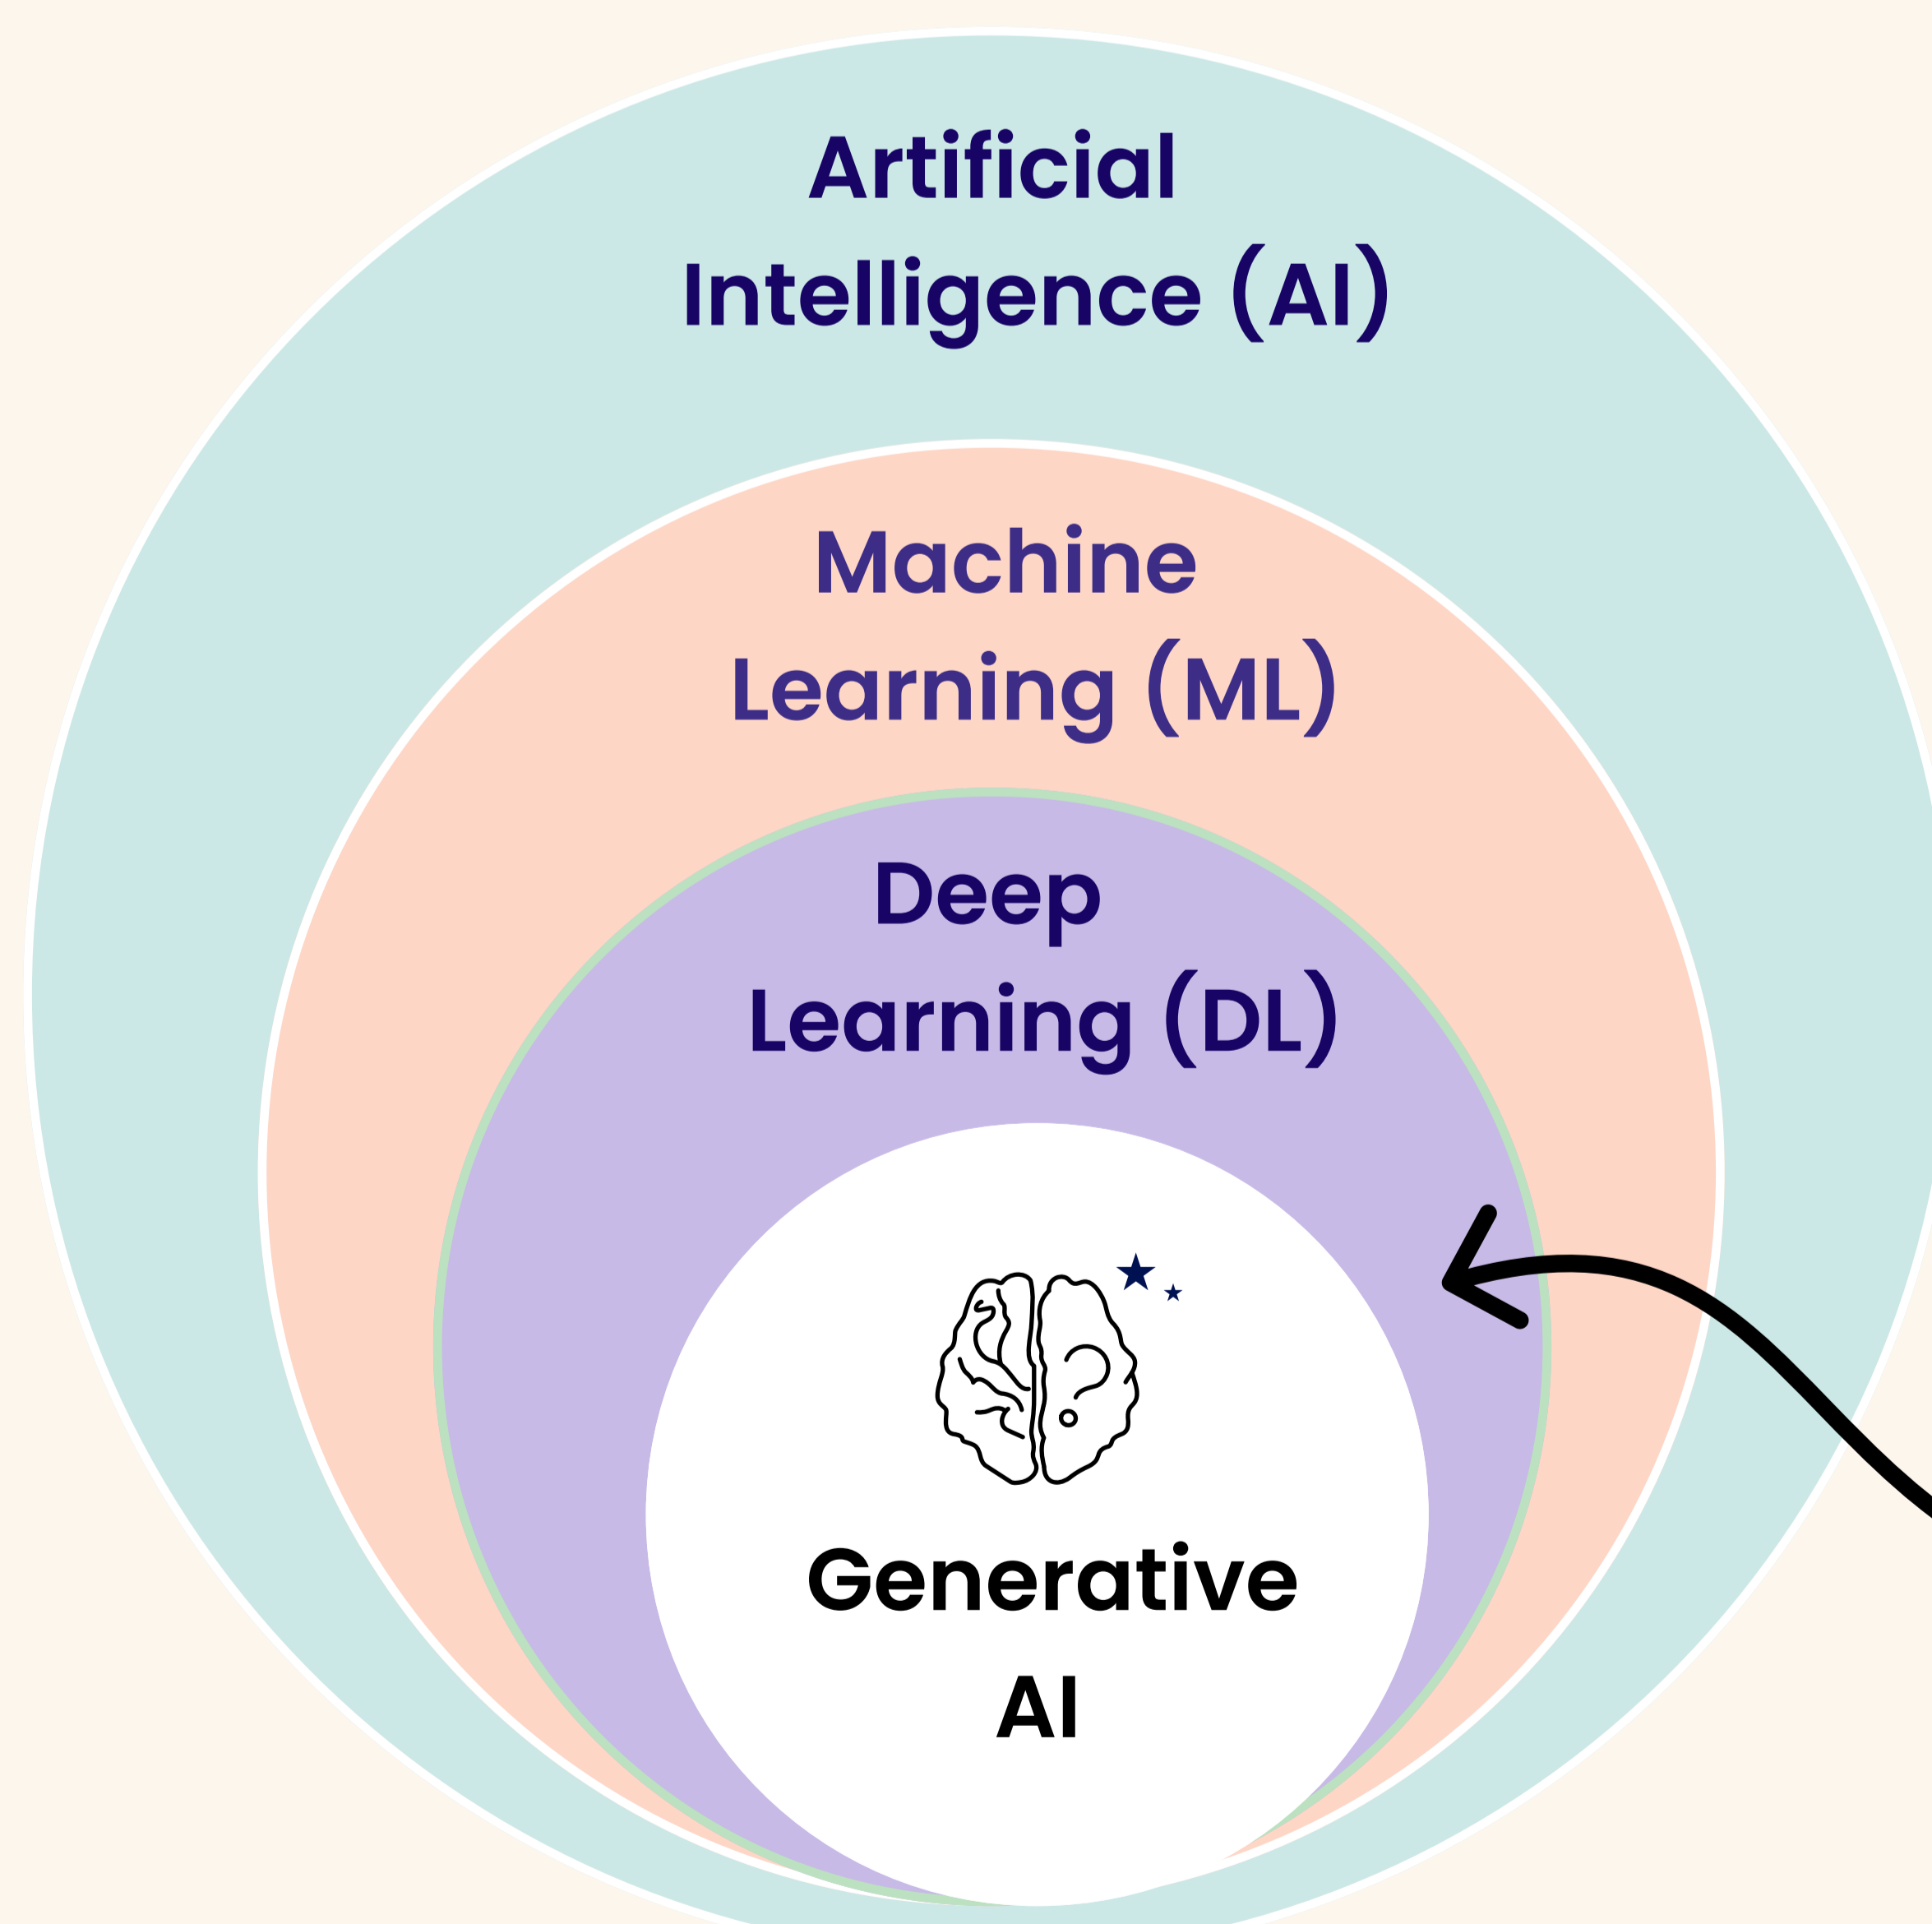 Artificial
Intelligence (AI)
Machine
Learning (ML)
Deep
Learning (DL)
Generative
AI